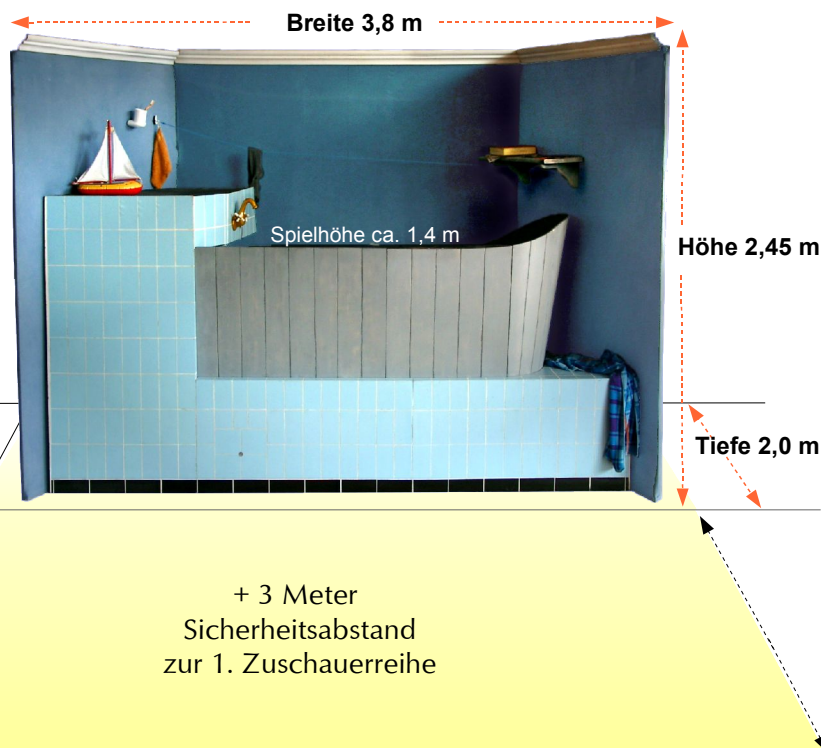 Breite 3,8 m
Spielhöhe ca. 1,4 m
Höhe 2,45 m
Tiefe 2,0 m
+ 3 Meter
Sicherheitsabstand
zur 1. Zuschauerreihe